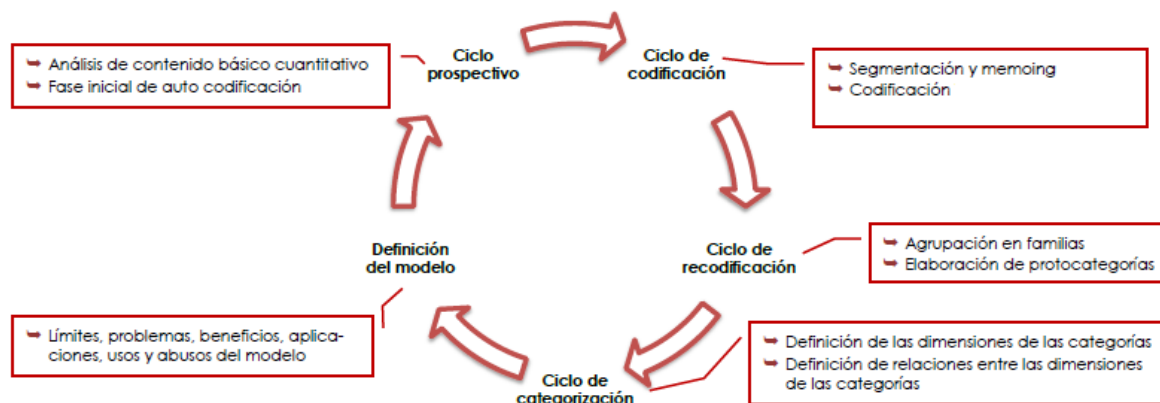 Ciclo
prospectivo
➥ Análisis de contenido básico cuantitativo
➥ Fase inicial de auto codificación
Ciclo de
codificación
➥ Segmentación y memoing
➥ Codificación
Ciclo de
recodificación
➥ Agrupación en familias
➥ Elaboración de protocategorías
Ciclo de
categorización
➥ Definición de las dimensiones de las categorías
➥ Definición de relaciones entre las dimensiones
de las categorías
Definición
del modelo
➥ Límites, problemas, beneficios, aplica-
ciones, usos y abusos del modelo